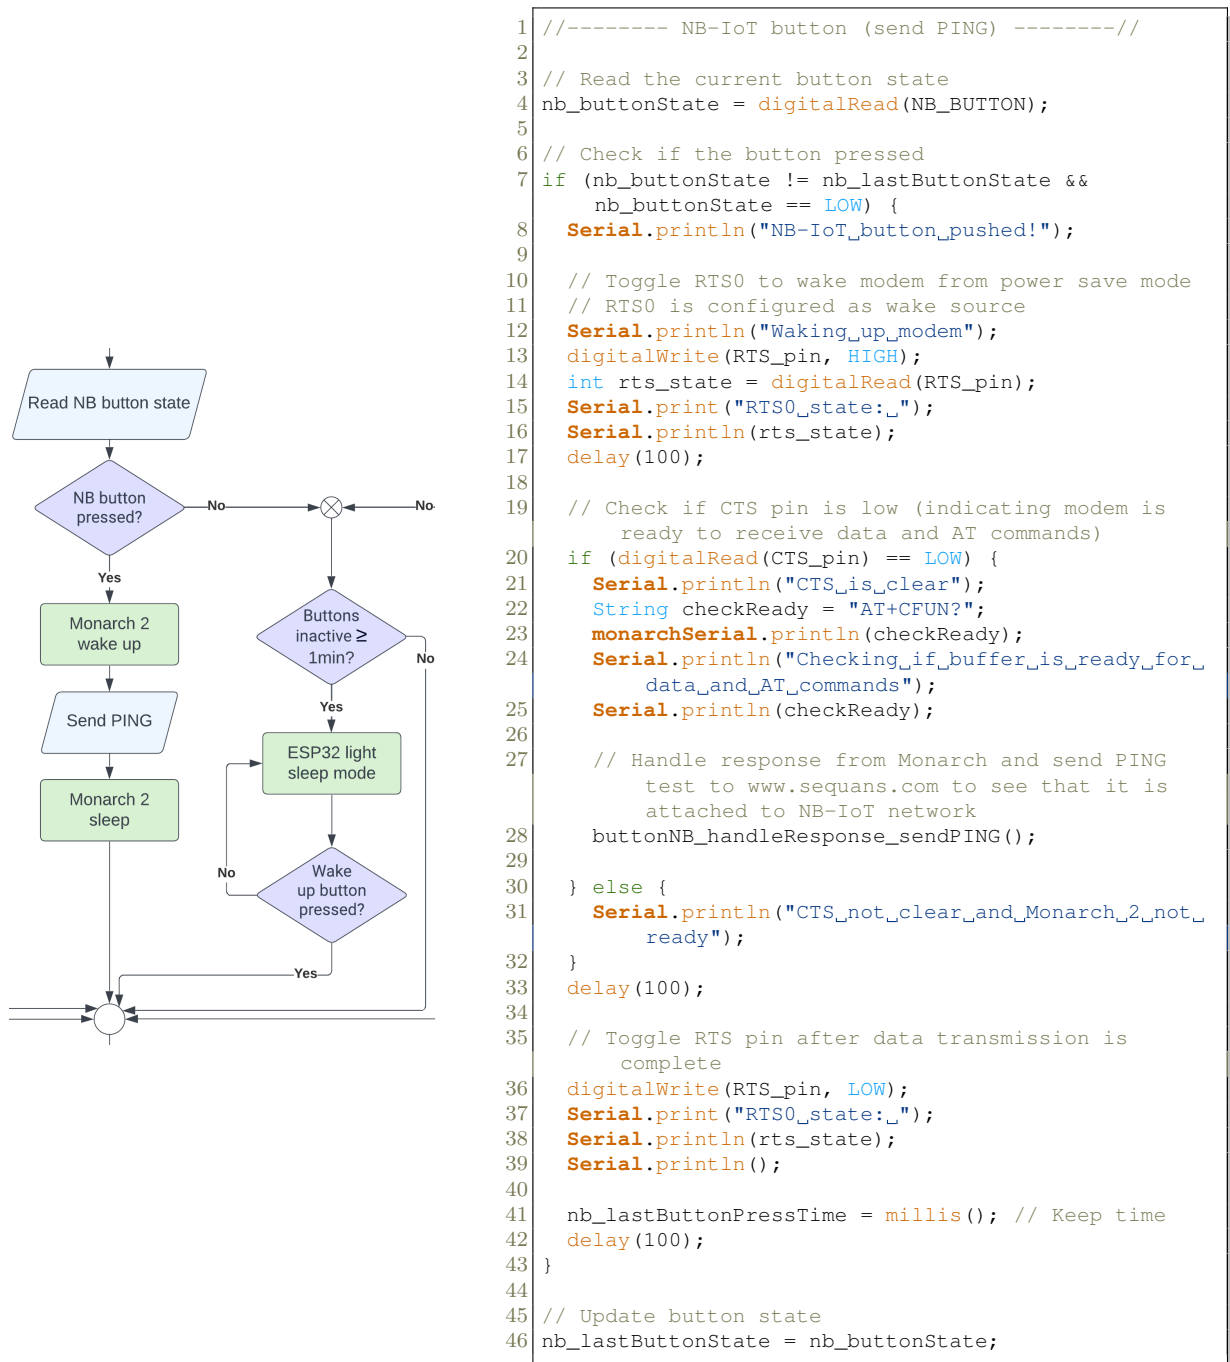 Read NB button state
NB button
pressed?
No
No
Yes
Monarch 2
wake up
Send PING
Monarch 2
sleep
Buttons
inactive ≥
1min?
No
Yes
ESP32 light
sleep mode
No
Wake
up button
pressed?
Yes
1 //-------- NB-IoT button (send PING) --------//
2
3 // Read the current button state
4 nb_buttonState = digitalRead(NB_BUTTON);
5
6 // Check if the button pressed
7 if (nb_buttonState != nb_lastButtonState &&
nb_buttonState == LOW) {
8 Serial.println("NB-IoT␣button␣pushed!");
9
10 // Toggle RTS0 to wake modem from power save mode
11 // RTS0 is configured as wake source
12 Serial.println("Waking␣up␣modem");
13 digitalWrite(RTS_pin, HIGH);
14 int rts_state = digitalRead(RTS_pin);
15 Serial.print("RTS0␣state:␣");
16 Serial.println(rts_state);
17 delay(100);
18
19 // Check if CTS pin is low (indicating modem is
ready to receive data and AT commands)
20 if (digitalRead(CTS_pin) == LOW) {
21 Serial.println("CTS␣is␣clear");
22 String checkReady = "AT+CFUN?";
23 monarchSerial.println(checkReady);
24 Serial.println("Checking␣if␣buffer␣is␣ready␣for␣
data␣and␣AT␣commands");
25 Serial.println(checkReady);
26
27 // Handle response from Monarch and send PING
test to www.sequans.com to see that it is
attached to NB-IoT network
28 buttonNB_handleResponse_sendPING();
29
30 } else {
31 Serial.println("CTS␣not␣clear␣and␣Monarch␣2␣not␣
ready");
32 }
33 delay(100);
34
35 // Toggle RTS pin after data transmission is
complete
36 digitalWrite(RTS_pin, LOW);
37 Serial.print("RTS0␣state:␣");
38 Serial.println(rts_state);
39 Serial.println();
40
41 nb_lastButtonPressTime = millis(); // Keep time
42 delay(100);
43 }
44
45 // Update button state
46 nb_lastButtonState = nb_buttonState;